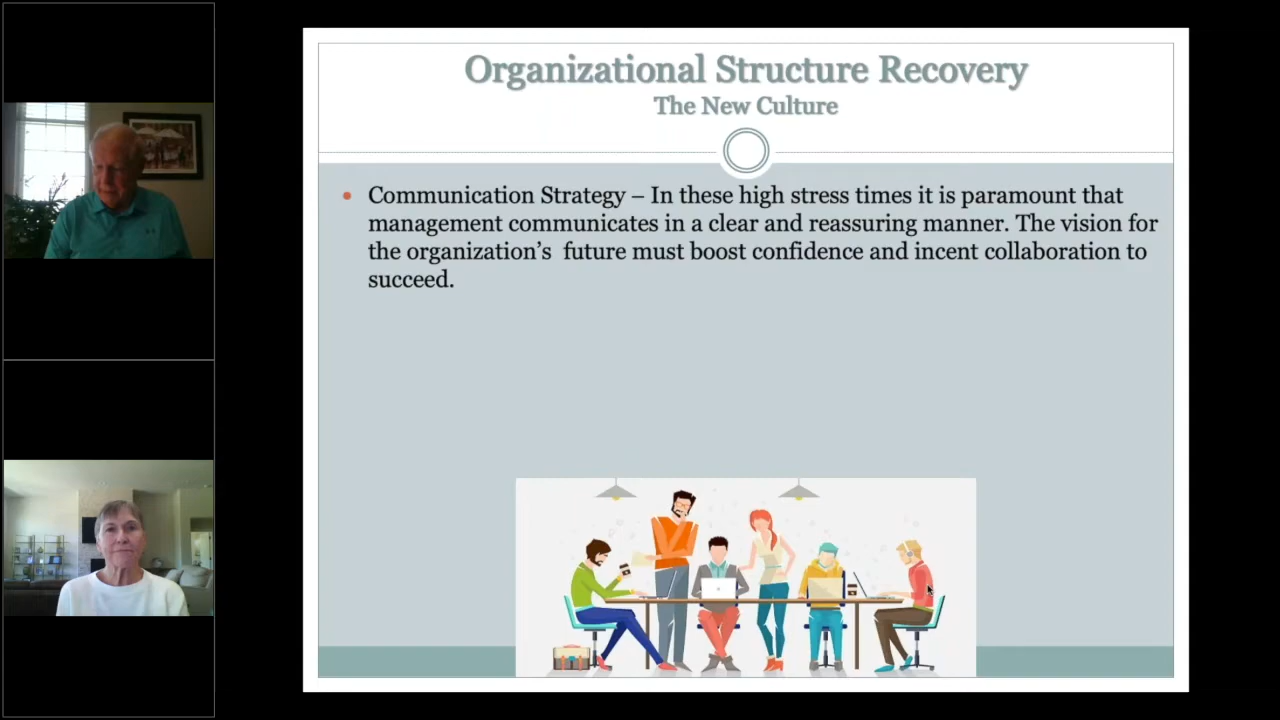 Organizational Structure Recovery
The New Culture
• Communication Strategy – In these high stress times it is paramount that
management communicates in a clear and reassuring manner. The vision for
the organization’s  future must boost confidence and incent collaboration to
succeed.